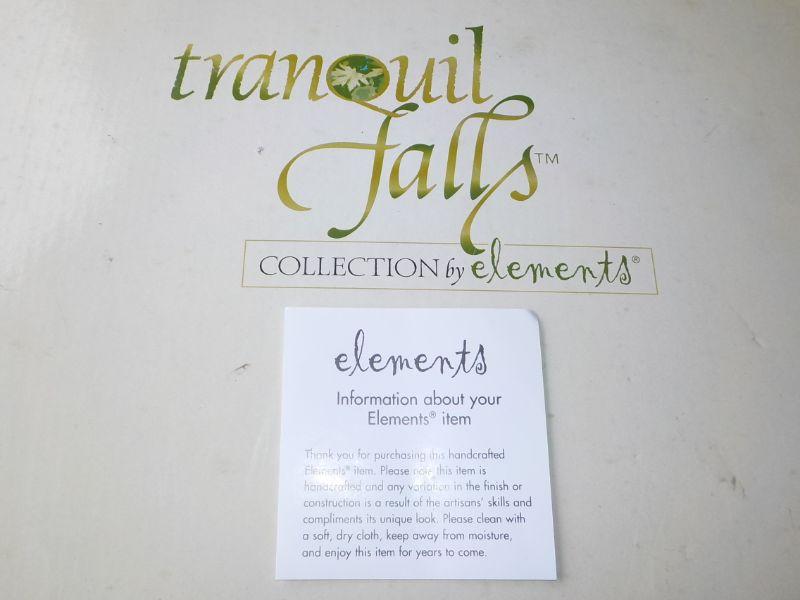 tranquil
falls™
COLLECTION by elements®
elements
Information about your
Elements® item
Thank you for purchasing this handcrafted
Elements® item. Please note this item is
handcrafted and any variation in the finish or
construction is a result of the artisans' skills and
compliments its unique look. Please clean with
a soft, dry cloth, keep away from moisture,
and enjoy this item for years to come.